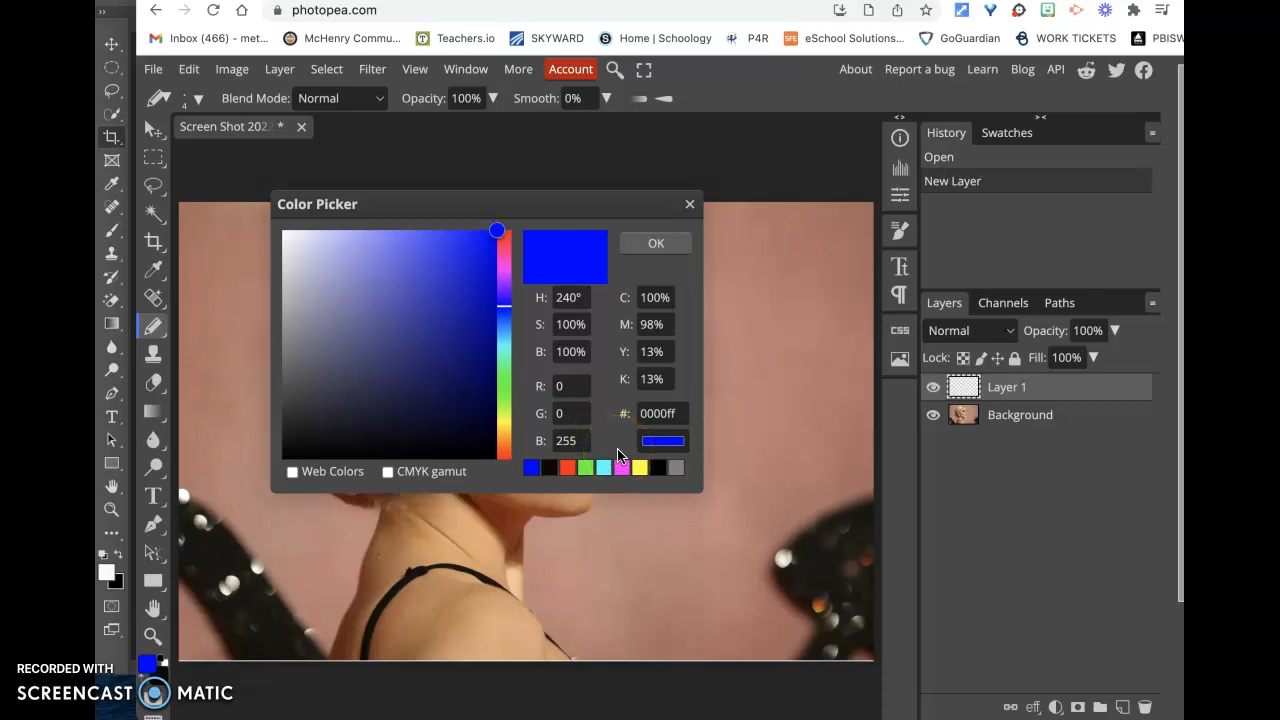 photopea.com
Inbox (466) - met...
McHenry Commu...
Teachers.io
SKYWARD
Home | Schoology
P4R
eSchool Solutions...
GoGuardian
WORK TICKETS
PBISW
File Edit Image Layer Select Filter View Window More Account
About Report a bug Learn Blog API
4
Blend Mode: Normal
Opacity: 100%
Smooth: 0%
Screen Shot 2022 *
History Swatches
Open
New Layer
Color Picker
OK
H: 240° C: 100%
S: 100% M: 98%
B: 100% Y: 13%
K: 13%
R: 0
G: 0 #: 0000ff
B: 255
Web Colors CMYK gamut
Layers Channels Paths
Normal Opacity: 100%
Lock: Fill: 100%
CSS
Layer 1
Background
eff
RECORDED WITH
SCREENCAST MATIC